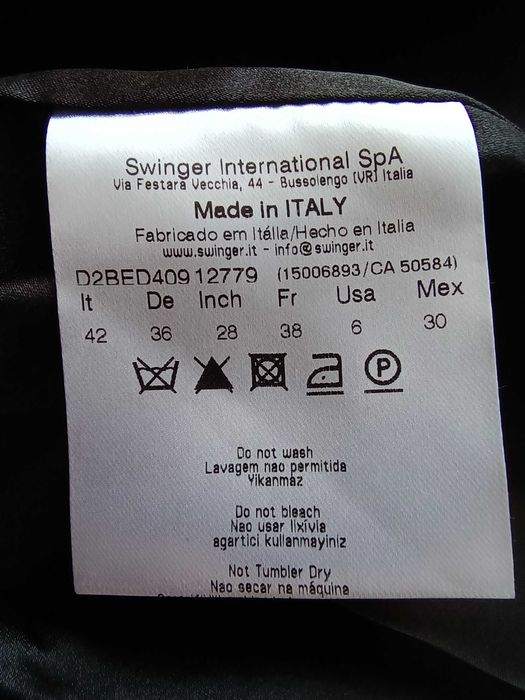 Swinger International SpA
Via Festara Vecchia, 44 - Bussolengo (VR) Italia
Made in ITALY
Fabricado em Itálla/Hecho en Italia
www.swinger.it - info@swinger.it
D2BED409 12779 (15006893/CA 50584)
It De Inch Fr Usa Mex
42 36 28 38 6 30
P
Do not wash
Lavagem nao permitida
Yikanmaz
Do not bleach
Nao usar lixívia
agartici kullanmayiniz
Not Tumbler Dry
Nao secar na máquina